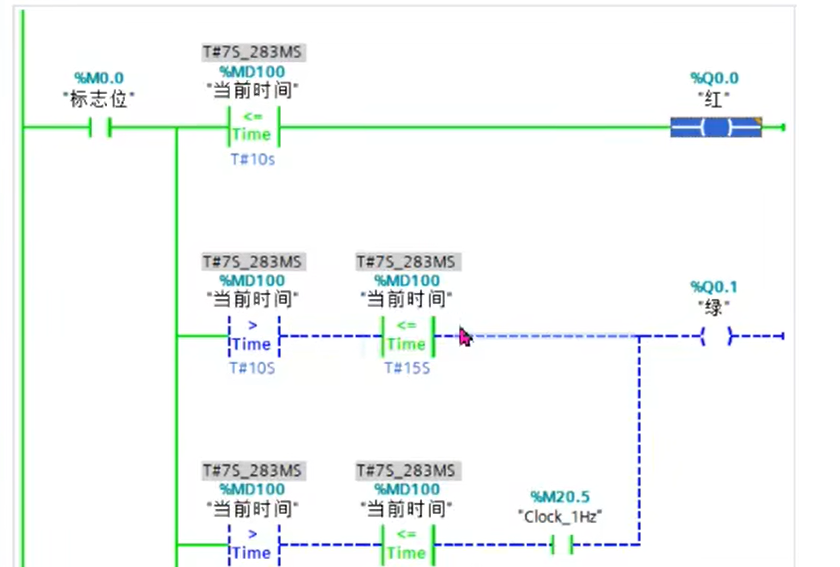 T#7S_283MS
%MD100
%M0.0
%Q0.0
"标志位"
"当前时间"
"红"
<=
Time
T#10s
T#7S_283MS
T#7S_283MS
%MD100
%MD100
%Q0.1
"当前时间"
"当前时间"
"绿"
>
<=
Time
Time
T#10S
T#15S
T#7S_283MS
T#7S_283MS
%MD100
%MD100
%M20.5
"当前时间"
"当前时间"
"Clock_1Hz"
>
<=
Time
Time